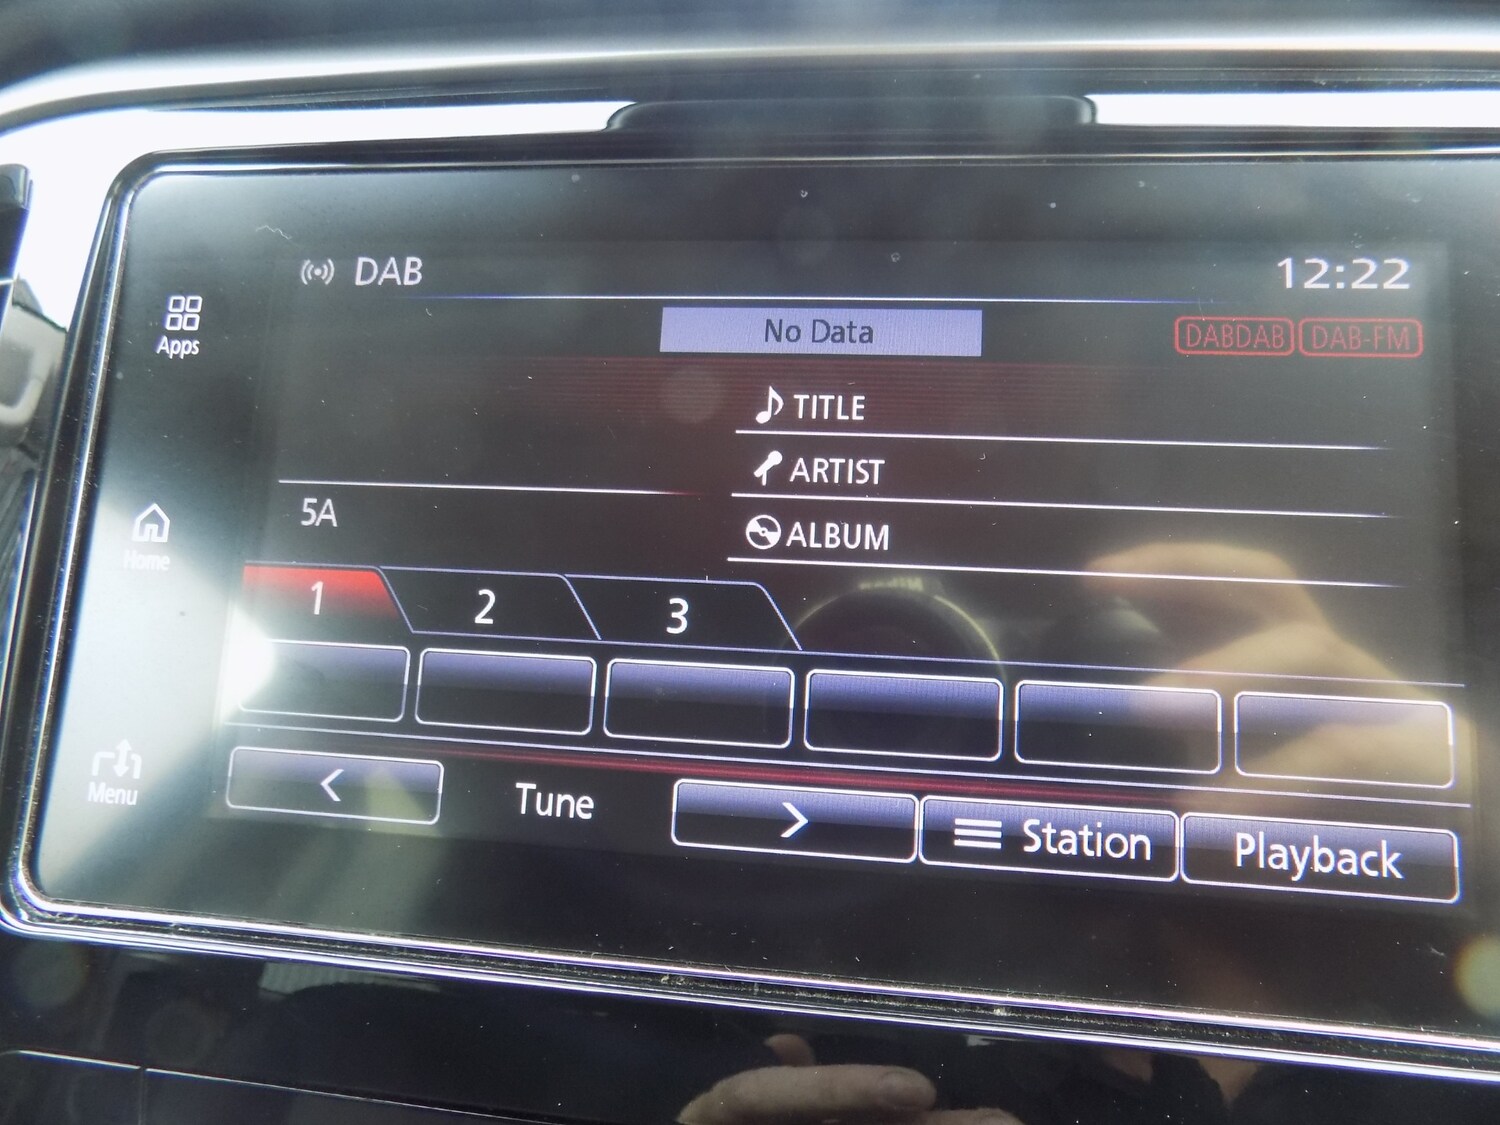 DAB
12:22
No Data
DABDAB DAB-FM
Apps
TITLE
ARTIST
5A
ALBUM
Home
1 2 3
Menu
< Tune > Station Playback